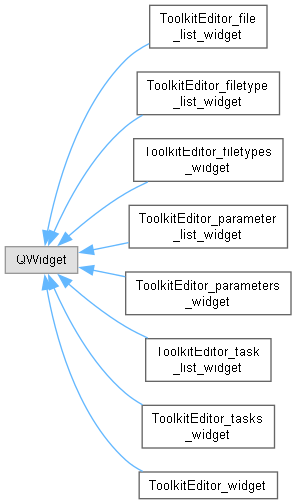 ToolkitEditor_file
_list_widget
ToolkitEditor_filetype
_list_widget
ToolkitEditor_filetypes
_widget
ToolkitEditor_parameter
_list_widget
QWidget
ToolkitEditor_parameters
_widget
ToolkitEditor_task
_list_widget
ToolkitEditor_tasks
_widget
ToolkitEditor_widget